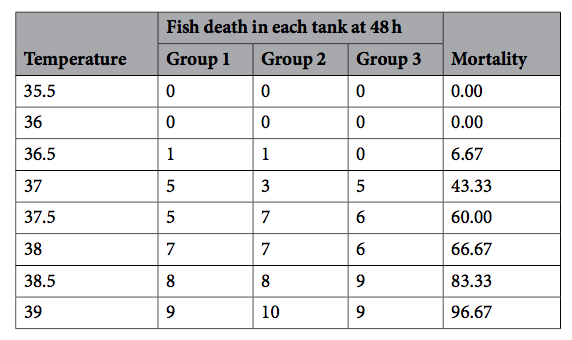 Fish death in each tank at 48 h
Temperature Group 1 Group 2 Group 3 Mortality
35.5 0 0 0 0.00
36 0 0 0 0.00
36.5 1 1 0 6.67
37 5 3 5 43.33
37.5 5 7 6 60.00
38 7 7 6 66.67
38.5 8 8 9 83.33
39 9 10 9 96.67